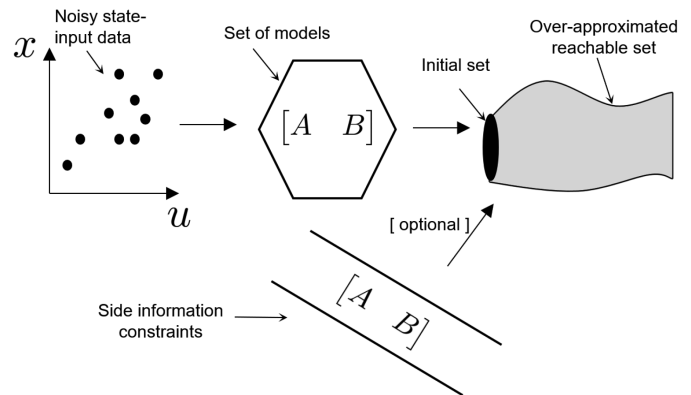 Noisy state-
input data
x
u
Set of models
[A B]
Initial set
Over-approximated
reachable set
[ optional ]
Side information
constraints
[A B]